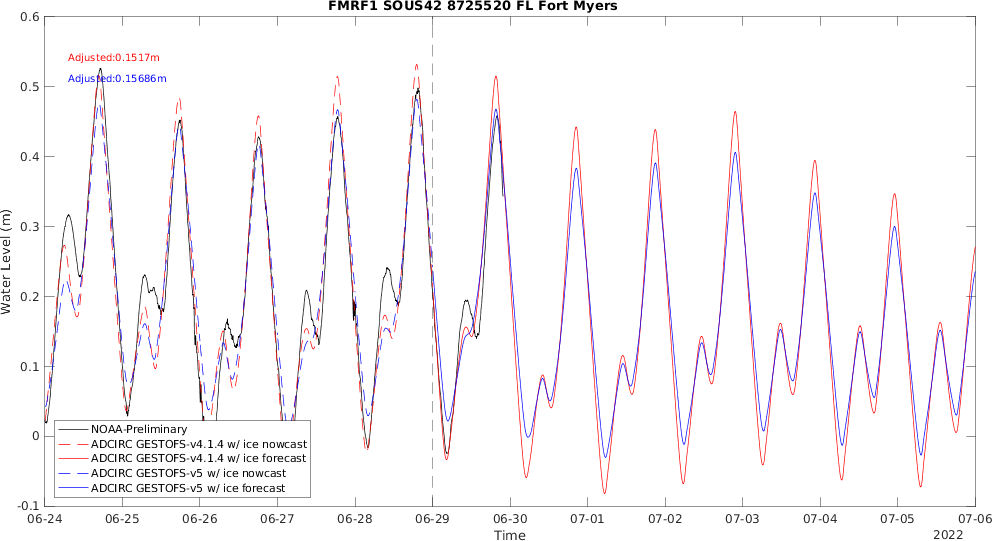 FMRF1 SOUS42 8725520 FL Fort Myers
0.6
Adjusted:0.1517m
Adjusted:0.15686m
0.5
0.4
0.3
0.2
0.1
0
-0.1
Water Level (m)
NOAA-Preliminary
ADCIRC GESTOFS-v4.1.4 w/ ice nowcast
ADCIRC GESTOFS-v4.1.4 w/ ice forecast
ADCIRC GESTOFS-v5 w/ ice nowcast
ADCIRC GESTOFS-v5 w/ ice forecast
06-24 06-25 06-26 06-27 06-28 06-29 06-30 07-01 07-02 07-03 07-04 07-05 07-06
Time
2022